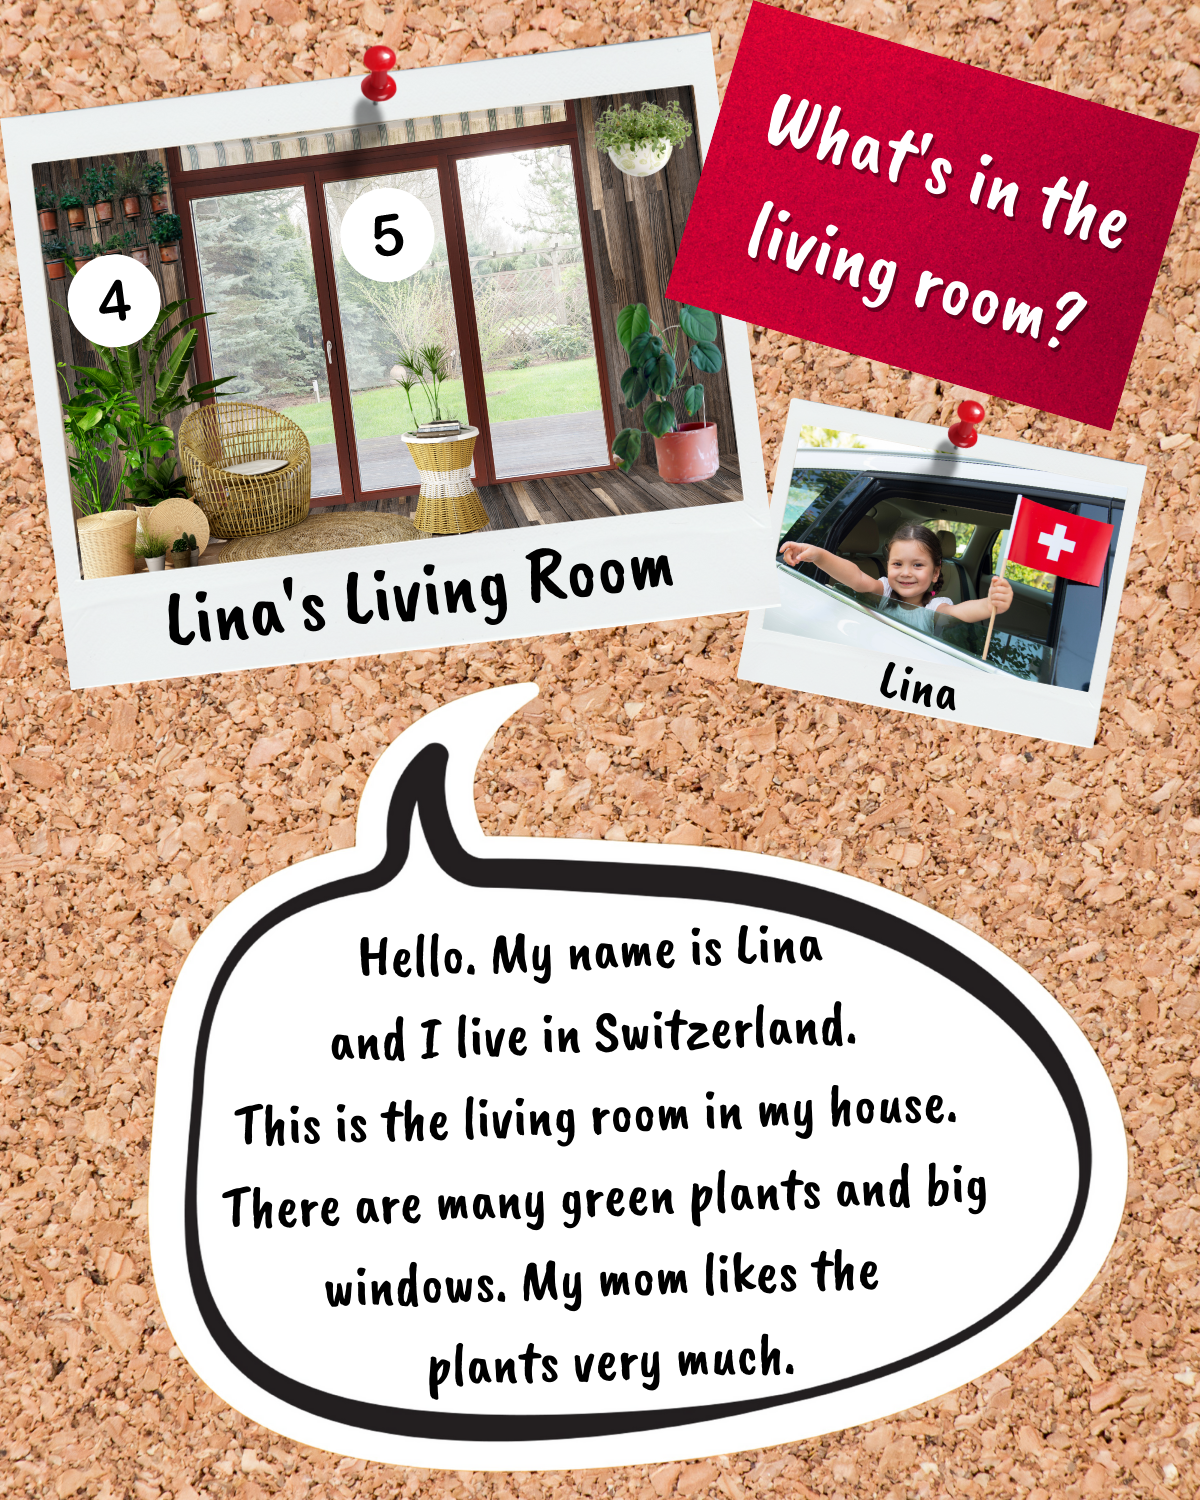 What's in the
living room?
4
5
Lina's Living Room
Lina
Hello. My name is Lina
and I live in Switzerland.
This is the living room in my house.
There are many green plants and big
windows. My mom likes the
plants very much.